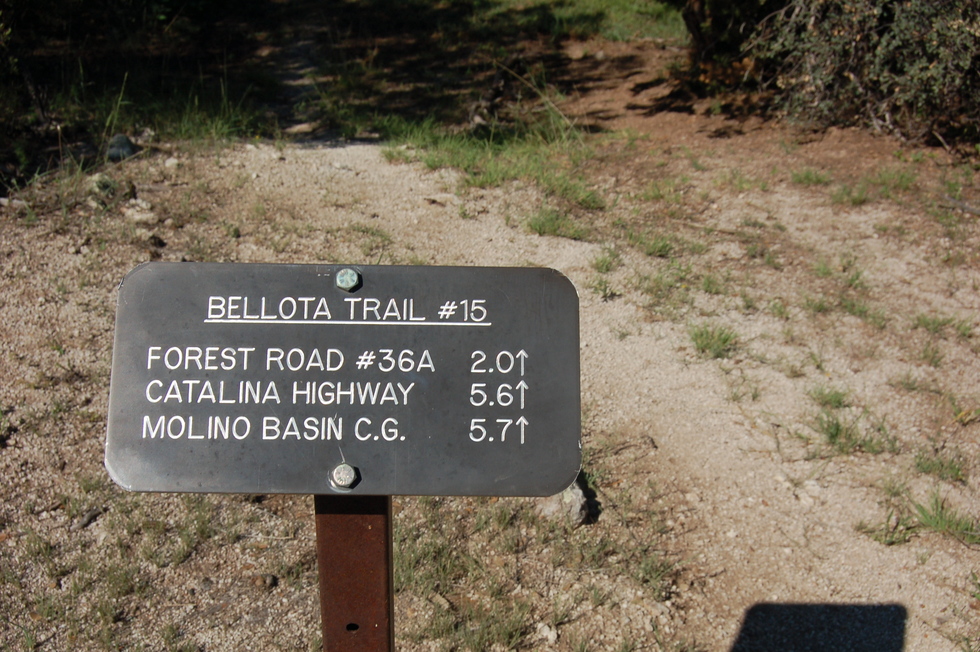 BELLOTA TRAIL #15
FOREST ROAD #36A 2.0↑
CATALINA HIGHWAY 5.6↑
MOLINO BASIN C.G. 5.7↑